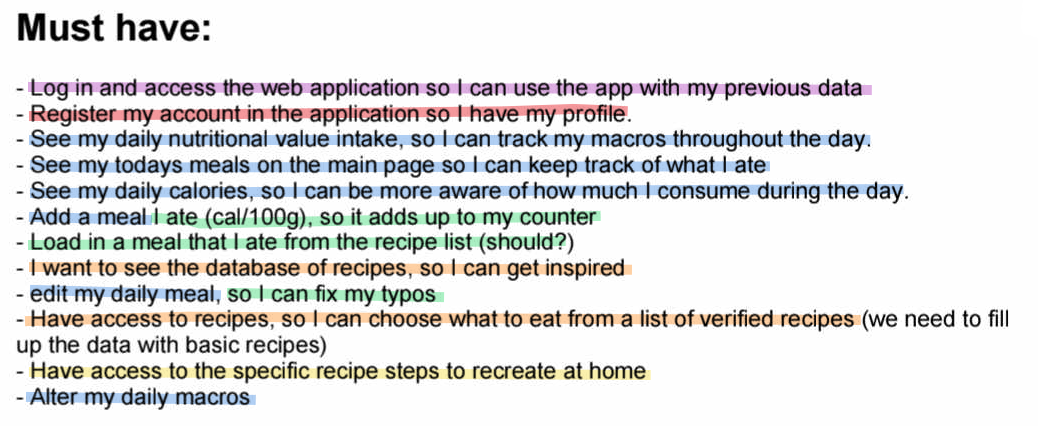 Must have:
- Log in and access the web application so I can use the app with my previous data
- Register my account in the application so I have my profile.
- See my daily nutritional value intake, so I can track my macros throughout the day.
- See my todays meals on the main page so I can keep track of what I ate
- See my daily calories, so I can be more aware of how much I consume during the day.
- Add a meal I ate (cal/100g), so it adds up to my counter
- Load in a meal that I ate from the recipe list (should?)
- I want to see the database of recipes, so I can get inspired
- edit my daily meal, so I can fix my typos
- Have access to recipes, so I can choose what to eat from a list of verified recipes (we need to fill
up the data with basic recipes)
- Have access to the specific recipe steps to recreate at home
- Alter my daily macros